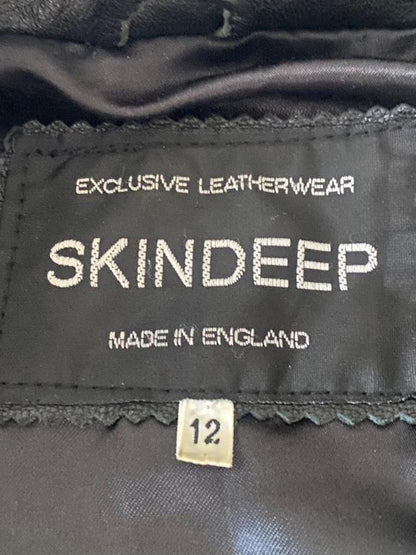 EXCLUSIVE LEATHERWEAR
SKINDEEP
MADE IN ENGLAND
12